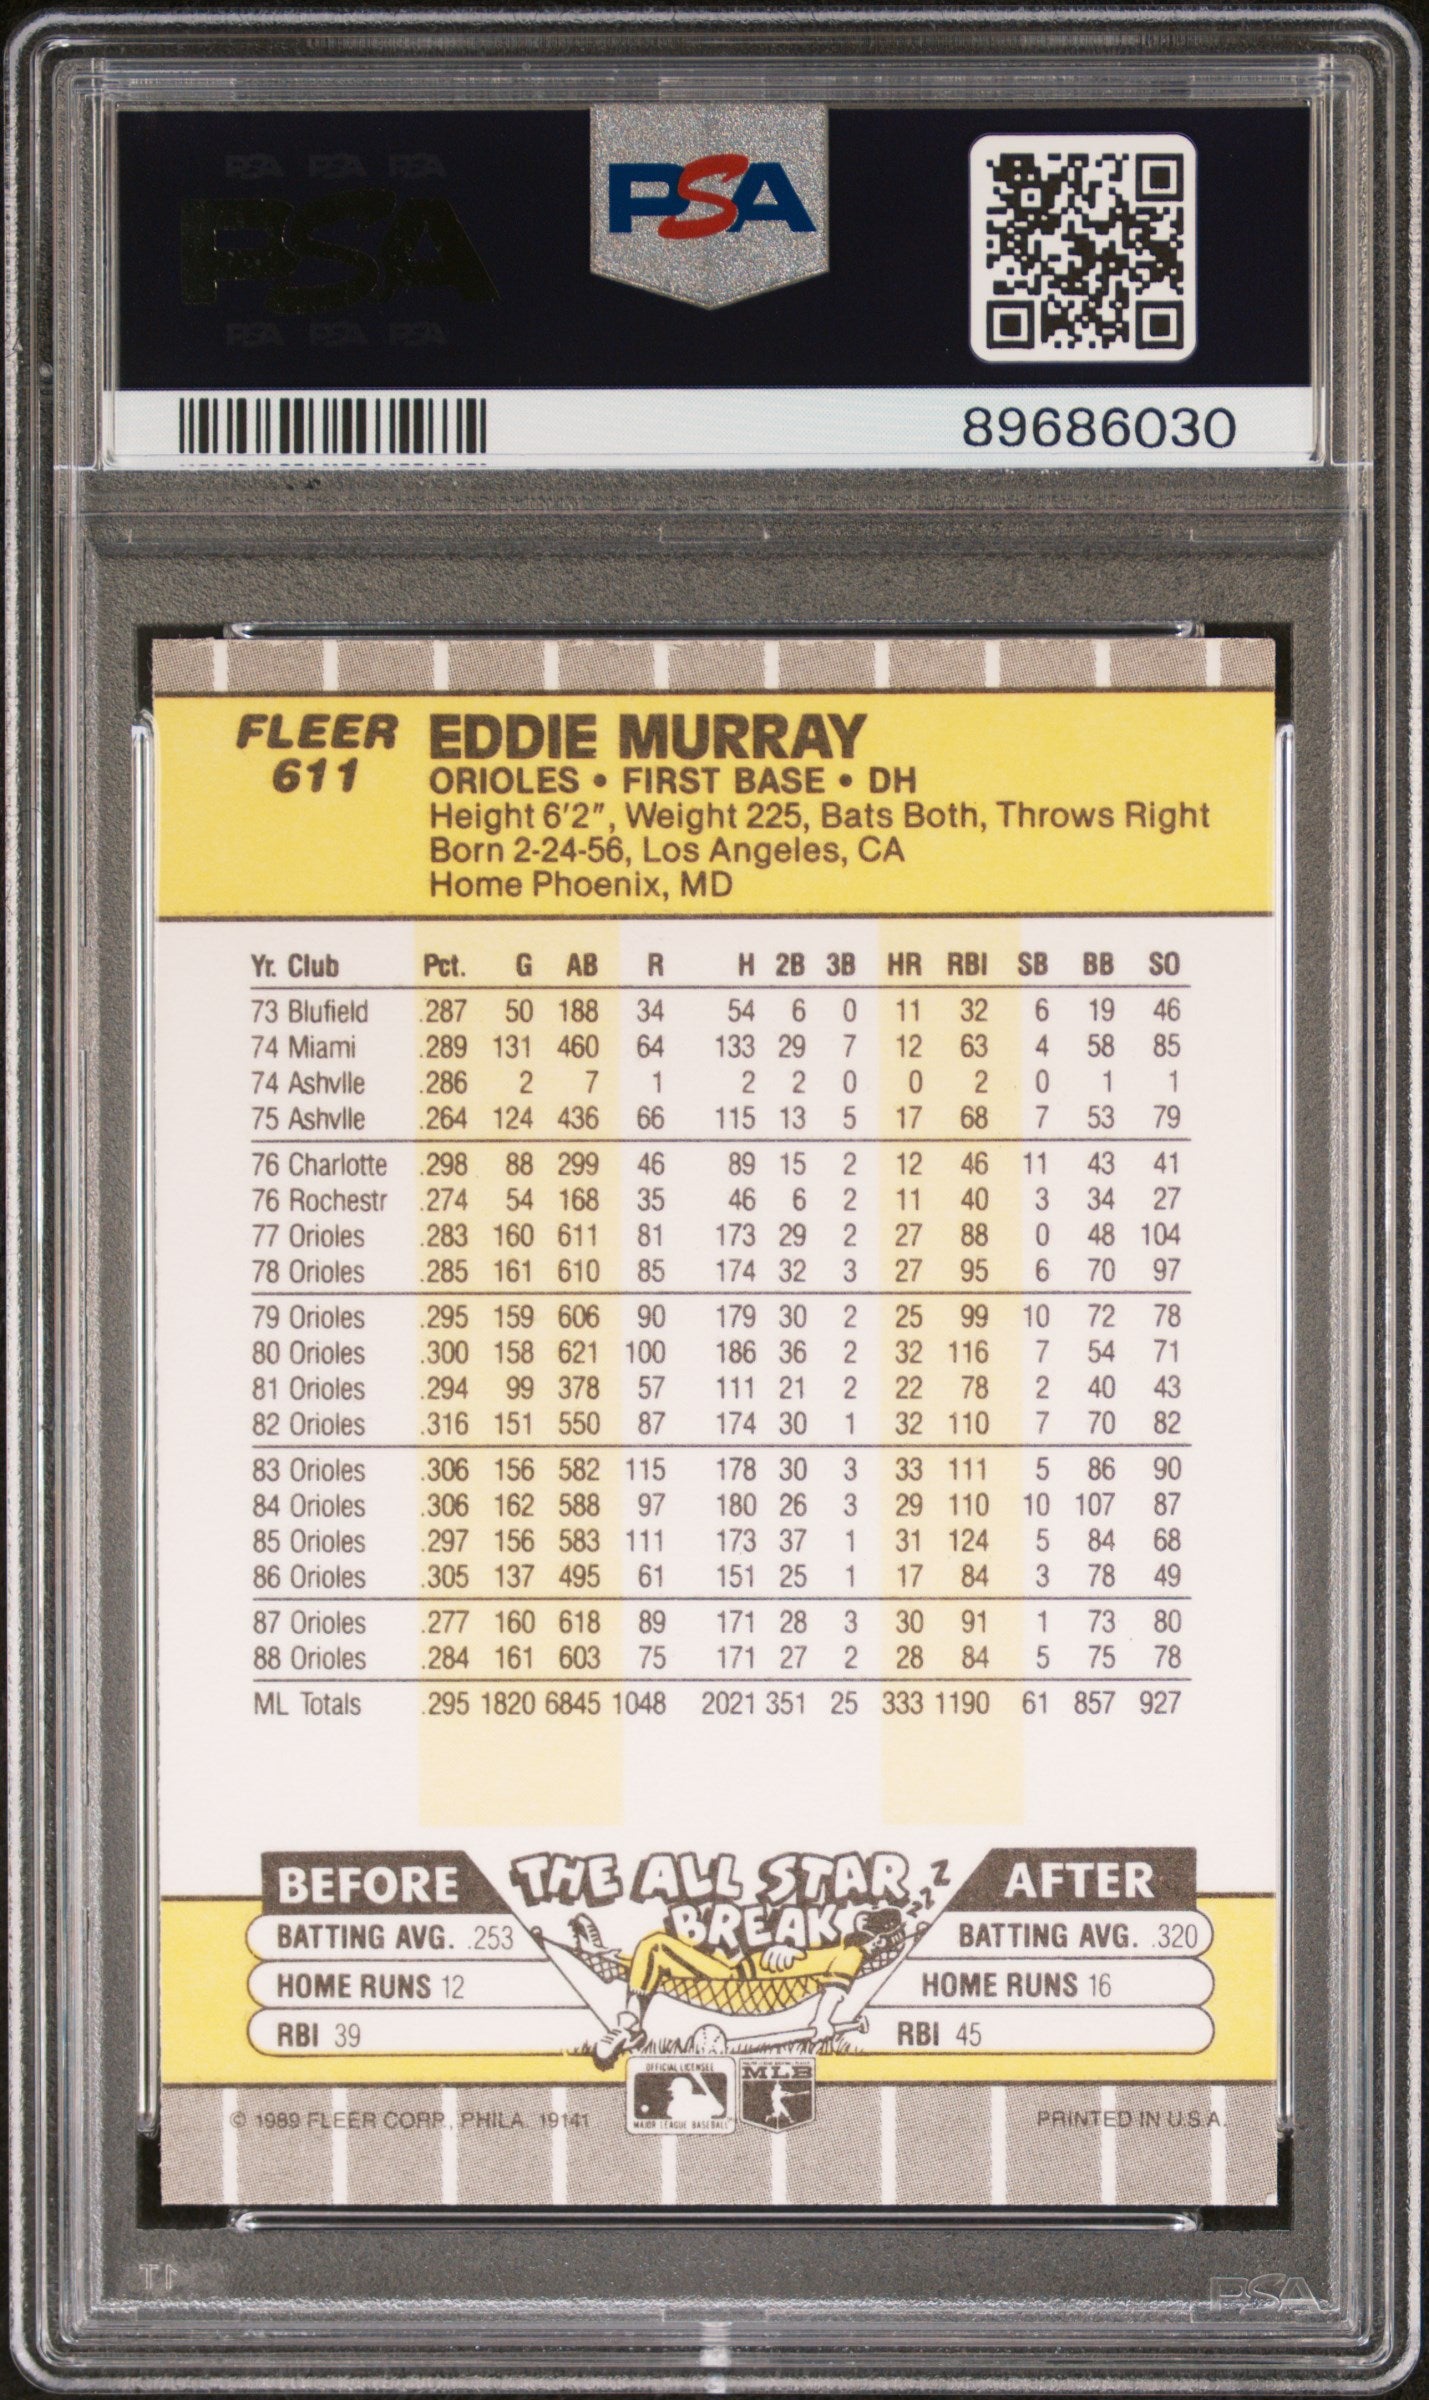 PSA PSA PSA
PSA
PSA PSA PSA
PSA
89686030
FLEER
611
EDDIE MURRAY
ORIOLES • FIRST BASE • DH
Height 6'2", Weight 225, Bats Both, Throws Right
Born 2-24-56, Los Angeles, CA
Home Phoenix, MD
Yr. Club Pct. G AB R H 2B 3B HR RBI SB BB SO
73 Blufield .287 50 188 34 54 6 0 11 32 6 19 46
74 Miami .289 131 460 64 133 29 7 12 63 4 58 85
74 Ashvlle .286 2 7 1 2 2 0 0 2 0 1 1
75 Ashvlle .264 124 436 66 115 13 5 17 68 7 53 79
76 Charlotte .298 88 299 46 89 15 2 12 46 11 43 41
76 Rochestr .274 54 168 35 46 6 2 11 40 3 34 27
77 Orioles .283 160 611 81 173 29 2 27 88 0 48 104
78 Orioles .285 161 610 85 174 32 3 27 95 6 70 97
79 Orioles .295 159 606 90 179 30 2 25 99 10 72 78
80 Orioles .300 158 621 100 186 36 2 32 116 7 54 71
81 Orioles .294 99 378 57 111 21 2 22 78 2 40 43
82 Orioles .316 151 550 87 174 30 1 32 110 7 70 82
83 Orioles .306 156 582 115 178 30 3 33 111 5 86 90
84 Orioles .306 162 588 97 180 26 3 29 110 10 107 87
85 Orioles .297 156 583 111 173 37 1 31 124 5 84 68
86 Orioles .305 137 495 61 151 25 1 17 84 3 78 49
87 Orioles .277 160 618 89 171 28 3 30 91 1 73 80
88 Orioles .284 161 603 75 171 27 2 28 84 5 75 78
ML Totals .295 1820 6845 1048 2021 351 25 333 1190 61 857 927
BEFORE
THE ALL STAR
BREAK
ZZZ
AFTER
BATTING AVG. .253
HOME RUNS 12
RBI 39
BATTING AVG. .320
HOME RUNS 16
RBI 45
OFFICIAL LICENSEE
MAJOR LEAGUE BASEBALL
MLB
© 1989 FLEER CORP., PHILA. 19141
PRINTED IN U.S.A.
PSA